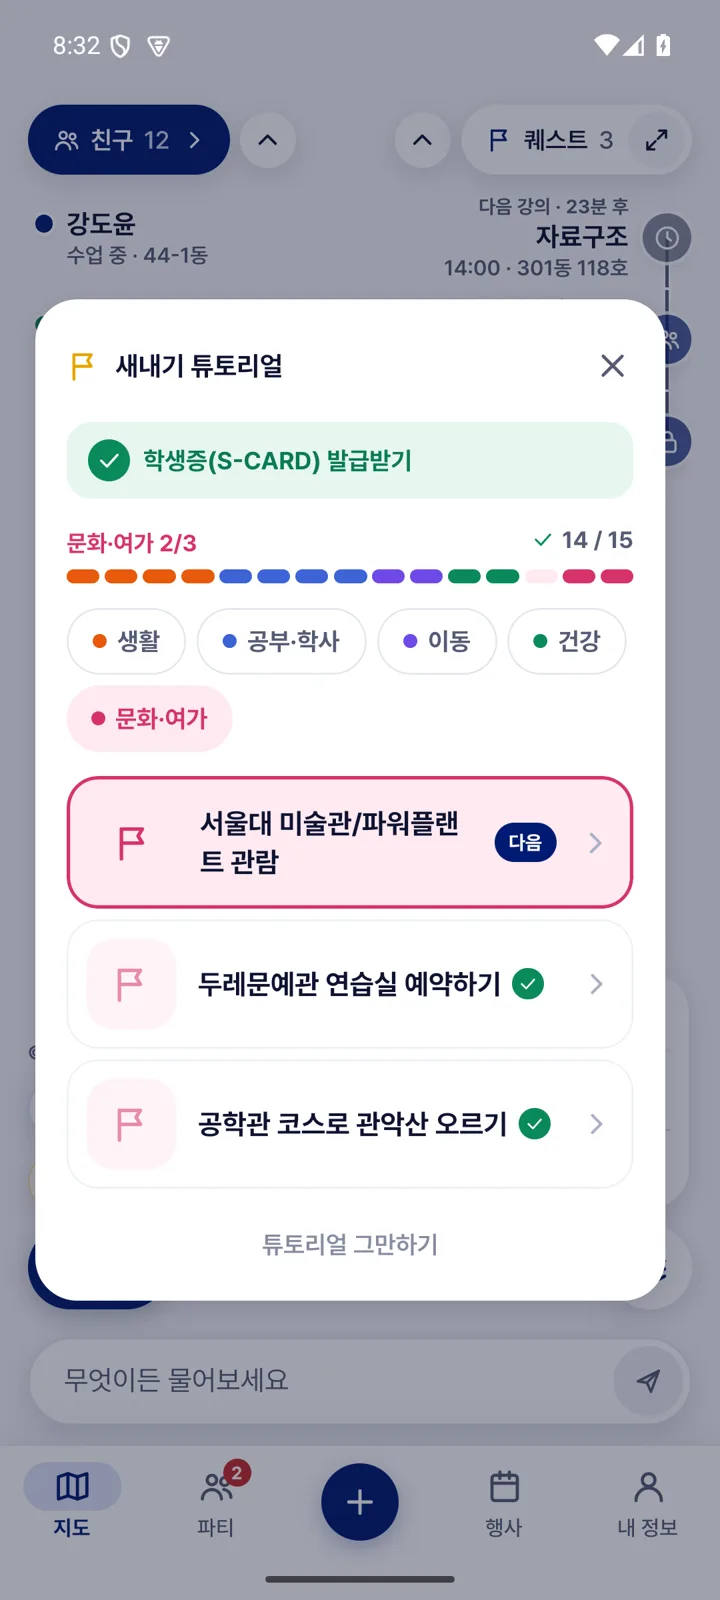 8:32
친구 12
퀘스트 3
강도윤
수업 중 · 44-1동
다음 강의 · 23분 후
자료구조
14:00 · 301동 118호
새내기 튜토리얼
학생증(S-CARD) 발급받기
문화·여가 2/3
14 / 15
생활
공부·학사
이동
건강
문화·여가
서울대 미술관/파워플랜
트 관람
다음
두레문예관 연습실 예약하기
공학관 코스로 관악산 오르기
튜토리얼 그만하기
무엇이든 물어보세요
2
지도
파티
행사
내 정보